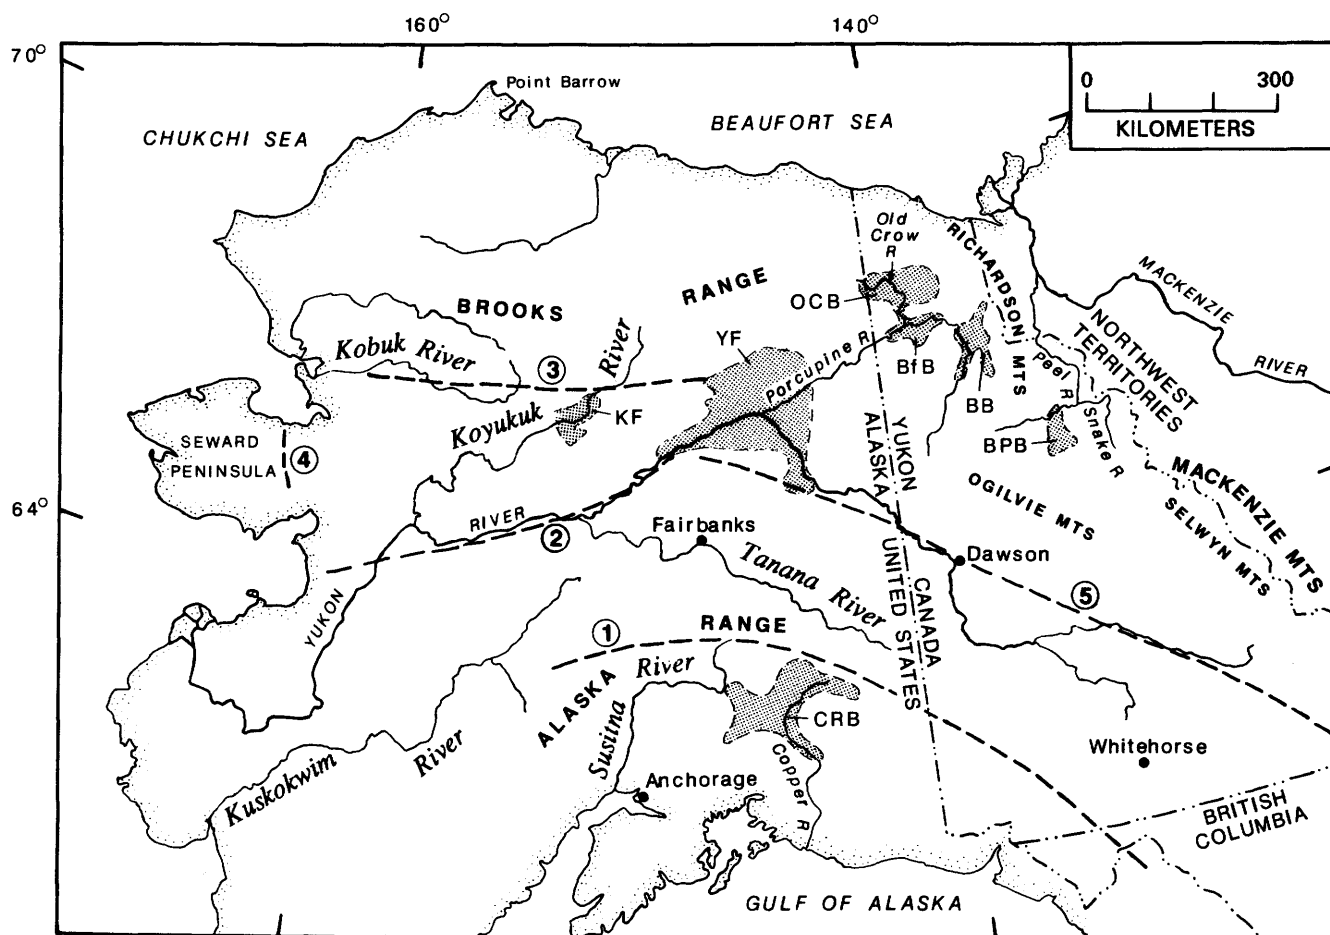 160°
140°
70°
Point Barrow
0 300
KILOMETERS
CHUKCHI SEA
BEAUFORT SEA
Old
Crow
R
RICHARDSON MTS
MACKENZIE
RIVER
BROOKS
RANGE
OCB
Kobuk River
River
YF
Porcupine R
BfB
NORTHWEST
TERRITORIES
3
Peel R
KF
BB
Koyukuk
BPB
Snake R
SEWARD
PENINSULA
4
YUKON
ALASKA
MACKENZIE MTS
SELWYN MTS
OGILVIE MTS
64°
RIVER
2
Fairbanks
Tanana River
Dawson
UNITED STATES
CANADA
5
YUKON
1
RANGE
ALASKA
River
Susitna
CRB
Whitehorse
Kuskokwim
River
Anchorage
Copper R
BRITISH
COLUMBIA
GULF OF ALASKA